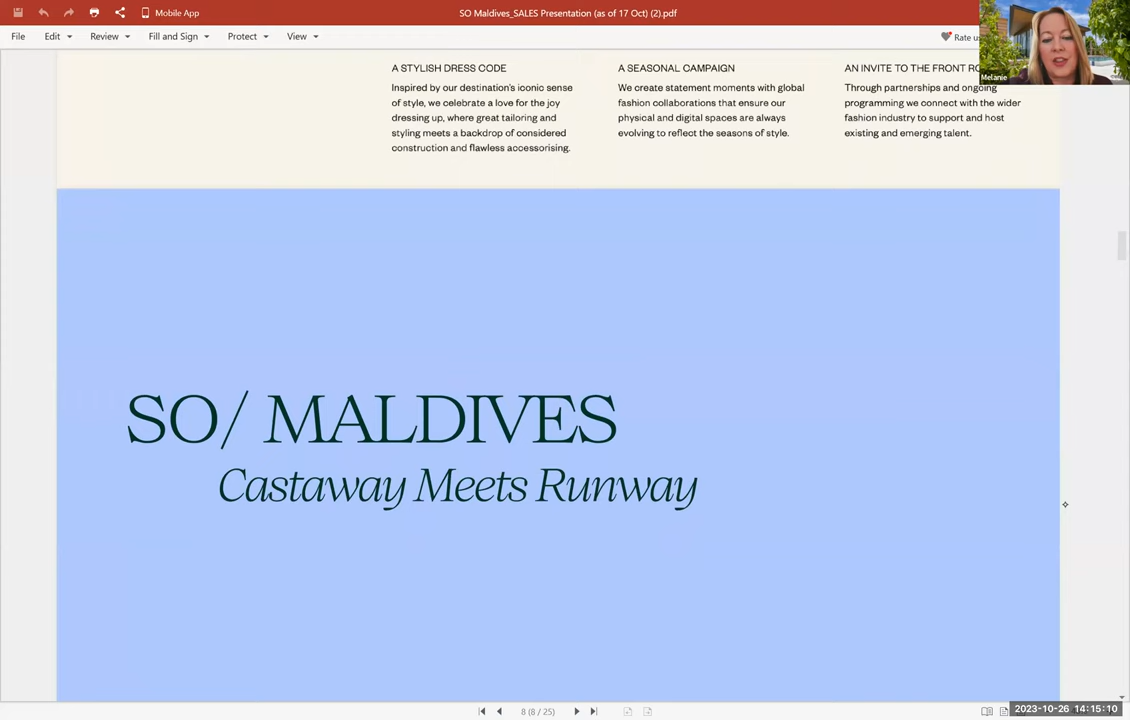 Mobile App
SO Maldives_SALES Presentation (as of 17 Oct) (2).pdf
File Edit Review Fill and Sign Protect View
Rate us
Melanie
A STYLISH DRESS CODE
Inspired by our destination's iconic sense
of style, we celebrate a love for the joy
dressing up, where great tailoring and
styling meets a backdrop of considered
construction and flawless accessorising.
A SEASONAL CAMPAIGN
We create statement moments with global
fashion collaborations that ensure our
physical and digital spaces are always
evolving to reflect the seasons of style.
AN INVITE TO THE FRONT RO
Through partnerships and ongoing
programming we connect with the wider
fashion industry to support and host
existing and emerging talent.
SO/ MALDIVES
Castaway Meets Runway
8 (8 / 25)
2023-10-26 14:15:10